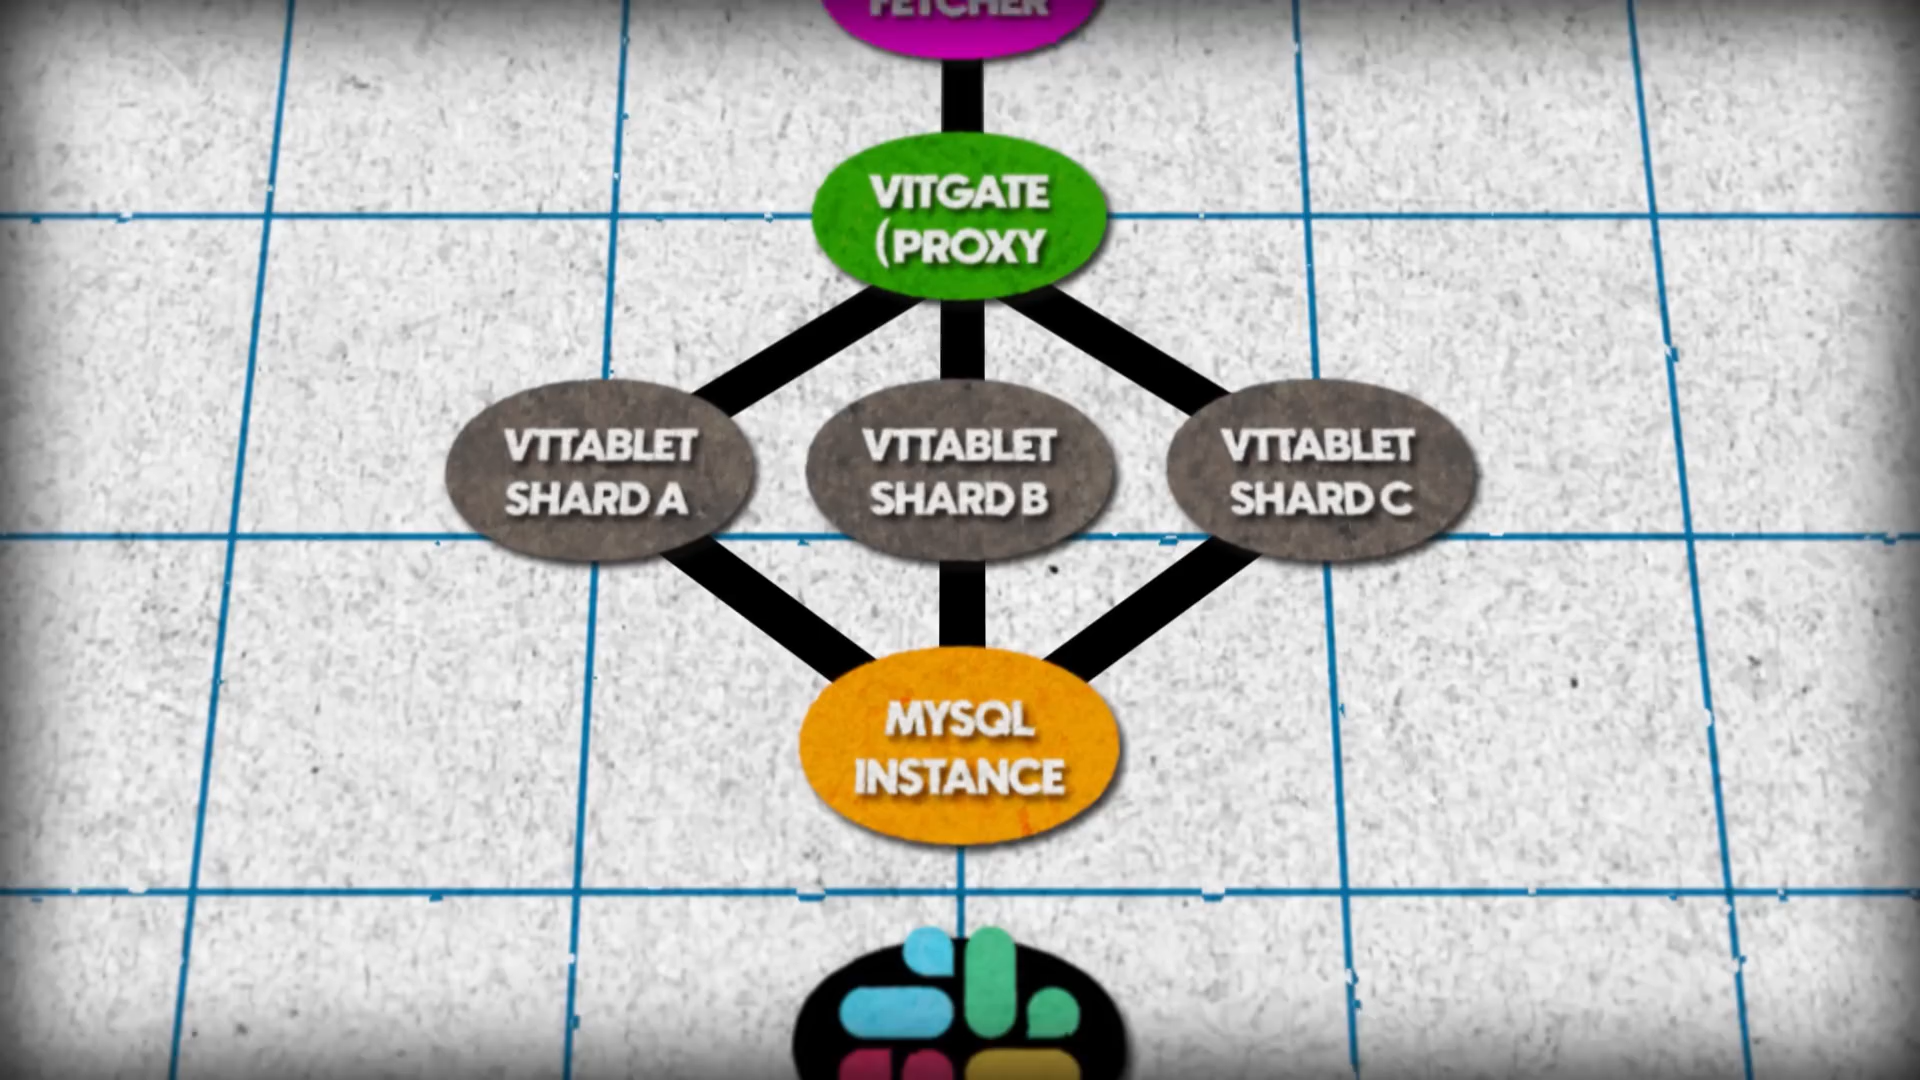 FETCHER
VITGATE
(PROXY
VTTABLET
SHARD A
VTTABLET
SHARD B
VTTABLET
SHARD C
MYSQL
INSTANCE